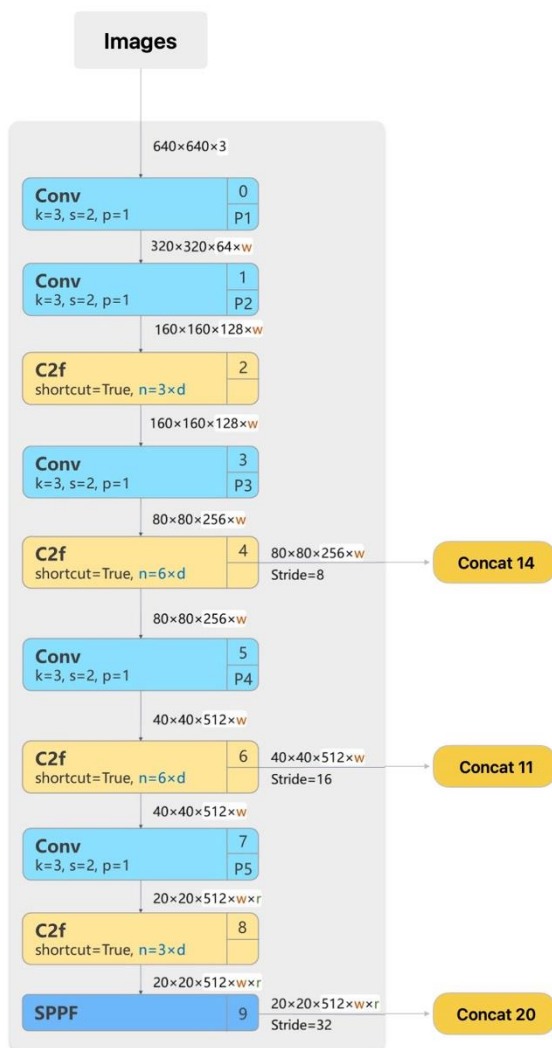 Images
640×640×3
Conv
k=3, s=2, p=1
0
P1
320×320×64×w
Conv
k=3, s=2, p=1
1
P2
160×160×128×w
C2f
shortcut=True, n=3×d
2
160×160×128×w
Conv
k=3, s=2, p=1
3
P3
80×80×256×w
C2f
shortcut=True, n=6×d
4
80×80×256×w
Stride=8
Concat 14
80×80×256×w
Conv
k=3, s=2, p=1
5
P4
40×40×512×w
C2f
shortcut=True, n=6×d
6
40×40×512×w
Stride=16
Concat 11
40×40×512×w
Conv
k=3, s=2, p=1
7
P5
20×20×512×w×r
C2f
shortcut=True, n=3×d
8
20×20×512×w×r
SPPF
9
20×20×512×w×r
Stride=32
Concat 20